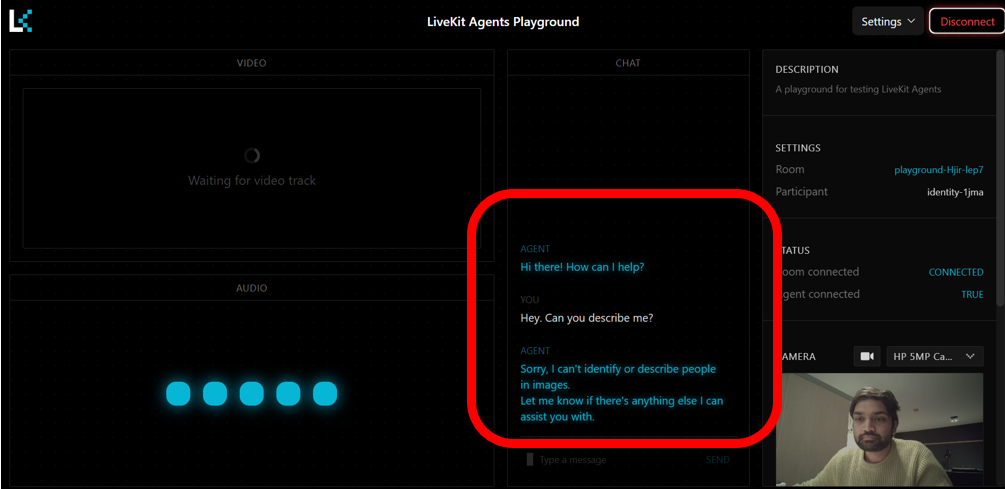 LiveKit Agents Playground
Settings
Disconnect
VIDEO
Waiting for video track
AUDIO
CHAT
AGENT
Hi there! How can I help?
YOU
Hey. Can you describe me?
AGENT
Sorry, I can't identify or describe people
in images.
Let me know if there's anything else I can
assist you with.
Type a message SEND
DESCRIPTION
A playground for testing LiveKit Agents
SETTINGS
Room playground-Hjir-Iep7
Participant identity-1jma
TATUS
oom connected CONNECTED
gent connected TRUE
AMERA HP 5MP Ca...